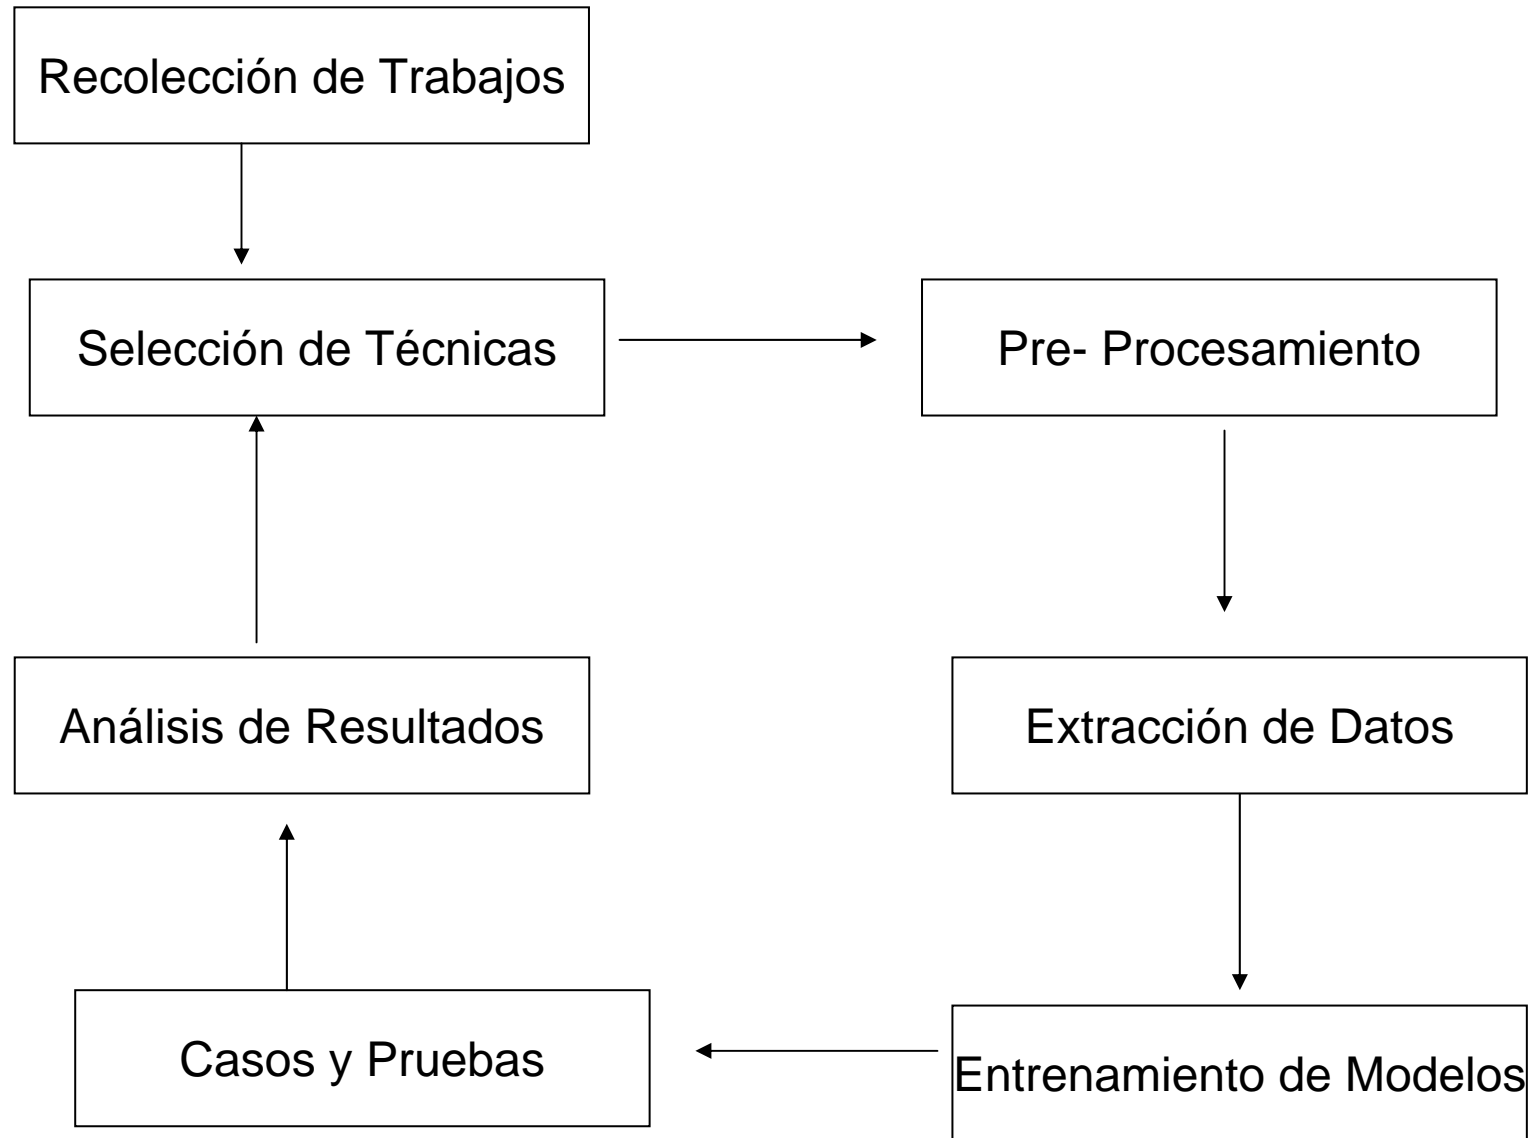 Recolección de Trabajos
Selección de Técnicas
Pre- Procesamiento
Análisis de Resultados
Extracción de Datos
Casos y Pruebas
Entrenamiento de Modelos